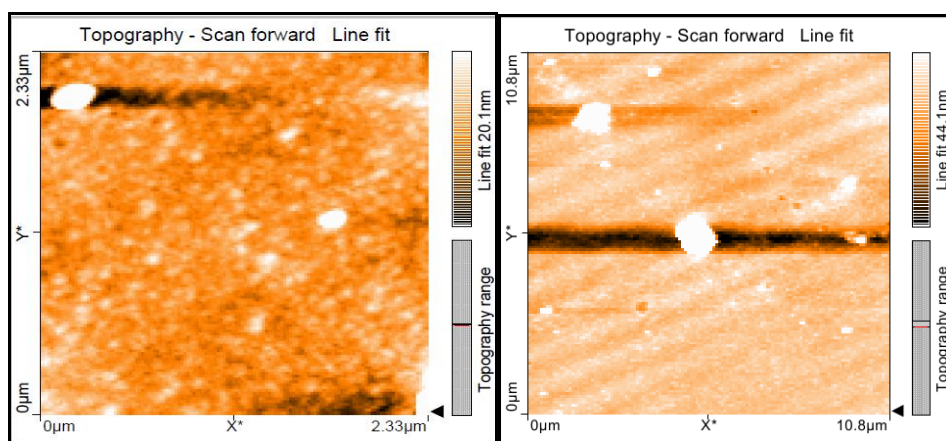 Topography - Scan forward Line fit
2.33µm
Y*
0µm
0µm
X*
2.33µm
Line fit 20.1nm
Topography range
Topography - Scan forward Line fit
10.8µm
Y*
0µm
0µm
X*
10.8µm
Line fit 44.1nm
Topography range